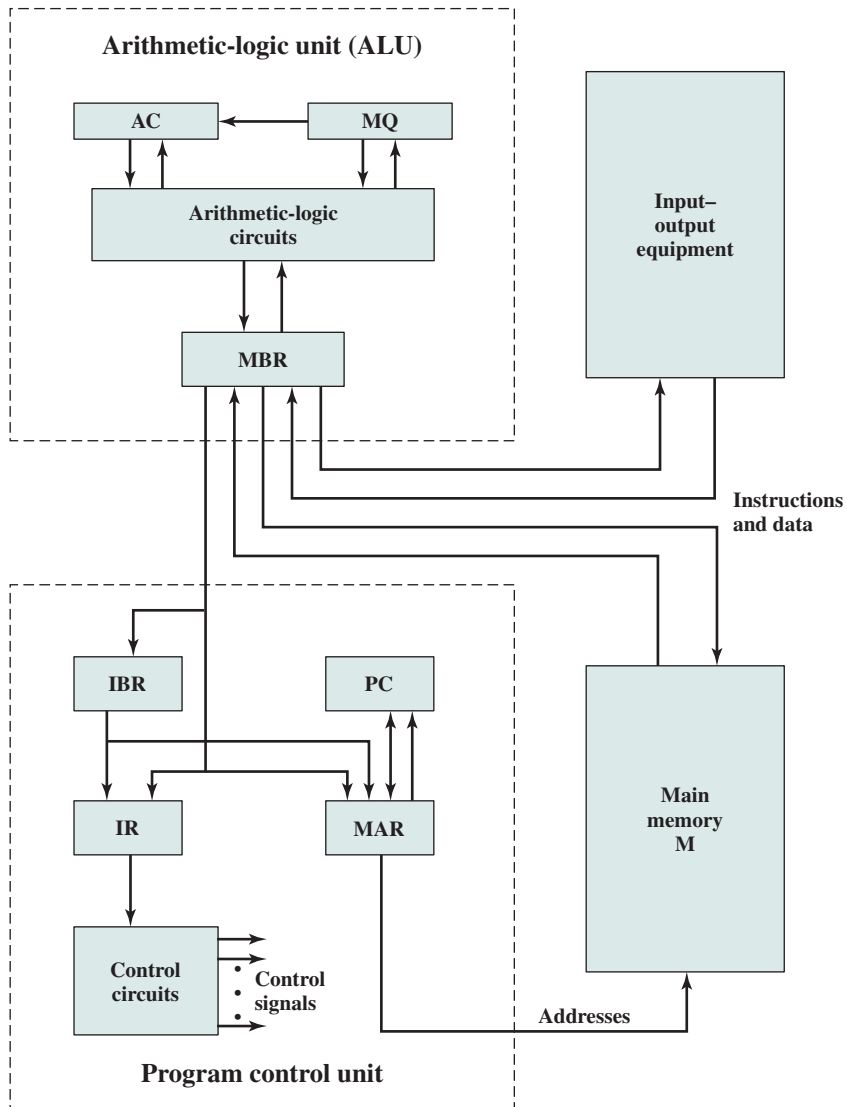 Arithmetic-logic unit (ALU)
AC
MQ
Arithmetic-logic
circuits
MBR
Input–
output
equipment
Instructions
and data
IBR
PC
IR
MAR
Main
memory
M
Control
circuits
Control
signals
Addresses
Program control unit